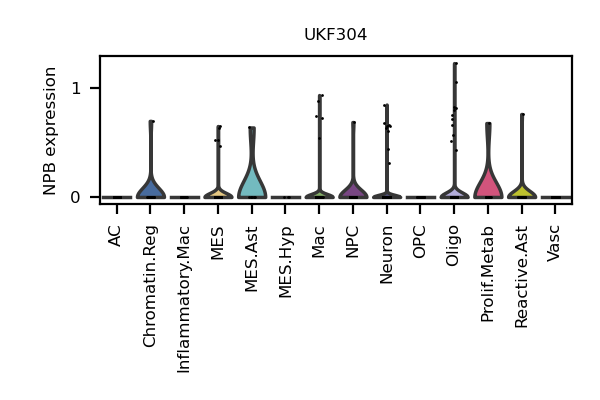 UKF304
NPB expression
1
0
AC
Chromatin.Reg
Inflammatory.Mac
MES
MES.Ast
MES.Hyp
Mac
NPC
Neuron
OPC
Oligo
Prolif.Metab
Reactive.Ast
Vasc